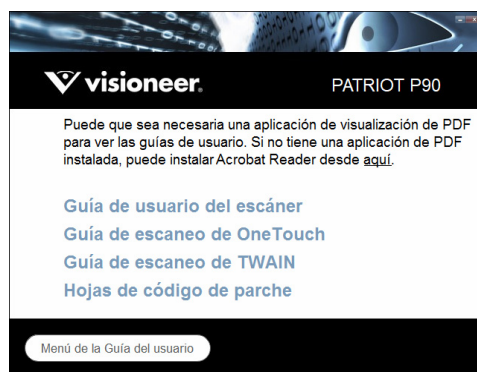 visioneer.
PATRIOT P90
Puede que sea necesaria una aplicación de visualización de PDF
para ver las guías de usuario. Si no tiene una aplicación de PDF
instalada, puede instalar Acrobat Reader desde aquí.
Guía de usuario del escáner
Guía de escaneo de OneTouch
Guía de escaneo de TWAIN
Hojas de código de parche
Menú de la Guía del usuario